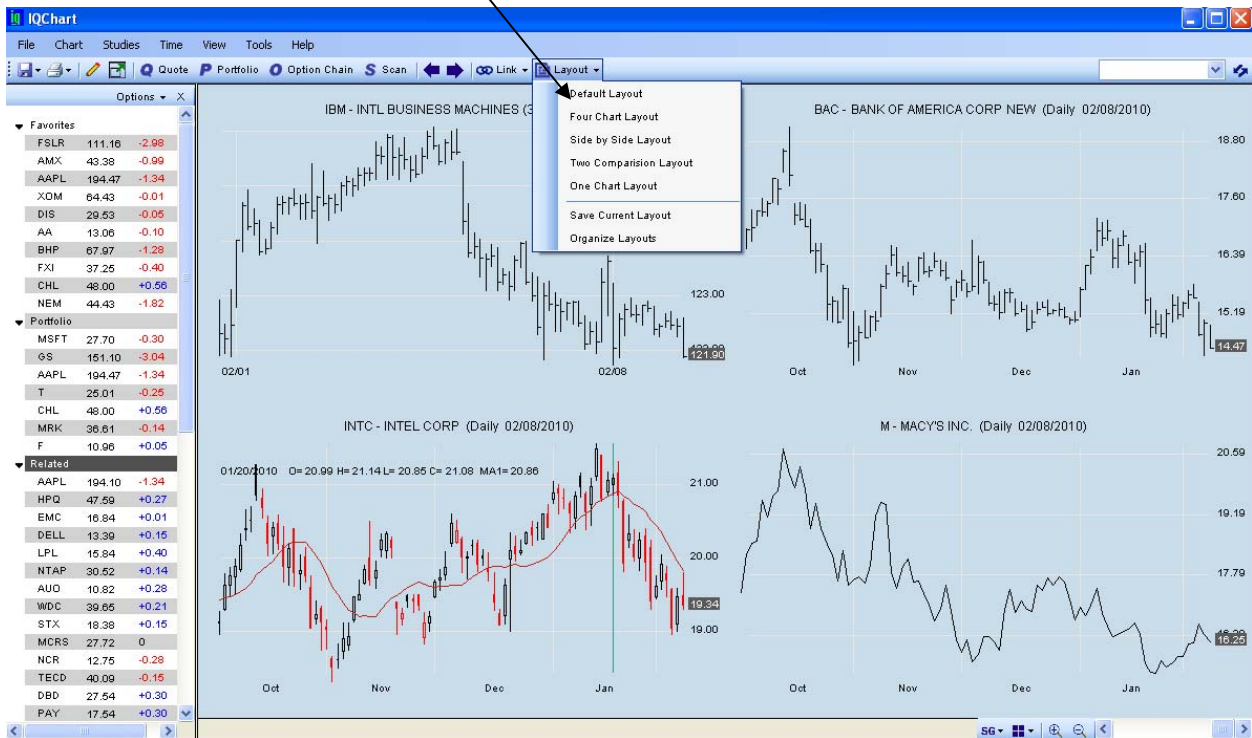 IQChart
File Chart Studies Time View Tools Help
Quote Portfolio Option Chain Scan Link Layout
Options X
Favorites
FSLR 111.16 -2.98
AMX 43.38 -0.99
AAPL 194.47 -1.34
XOM 64.43 -0.01
DIS 29.53 -0.05
AA 13.06 -0.10
BHP 67.97 -1.28
FXI 37.25 -0.40
CHL 48.00 +0.56
NEM 44.43 -1.82
Portfolio
MSFT 27.70 -0.30
GS 151.10 -3.04
AAPL 194.47 -1.34
T 25.01 -0.25
CHL 48.00 +0.56
MRK 36.61 -0.14
F 10.96 +0.05
Related
AAPL 194.10 -1.34
HPQ 47.59 +0.27
EMC 16.84 +0.01
DELL 13.39 +0.15
LPL 15.84 +0.40
NTAP 30.52 +0.14
AUO 10.82 +0.28
WDC 39.65 +0.21
STX 18.38 +0.15
MCRS 27.72 0
NCR 12.75 -0.28
TECD 40.09 -0.15
DBD 27.54 +0.30
PAY 17.54 +0.30
Default Layout
Four Chart Layout
Side by Side Layout
Two Comparision Layout
One Chart Layout
Save Current Layout
Organize Layouts
IBM - INTL BUSINESS MACHINES
123.00
121.90
02/01 02/08
BAC - BANK OF AMERICA CORP NEW (Daily 02/08/2010)
18.80
17.60
16.39
15.19
14.47
Oct Nov Dec Jan
INTC - INTEL CORP (Daily 02/08/2010)
01/20/2010 O= 20.99 H= 21.14 L= 20.85 C= 21.08 MA1= 20.86
21.00
20.00
19.34
19.00
Oct Nov Dec Jan
M - MACY'S INC. (Daily 02/08/2010)
20.59
19.19
17.79
16.25
Oct Nov Dec Jan
SG